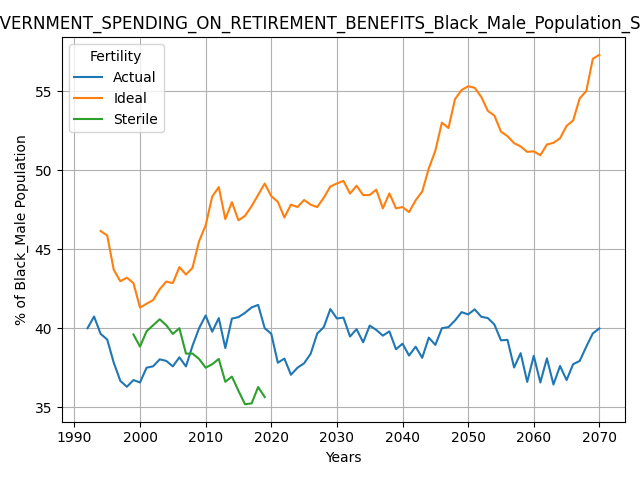 VERNMENT_SPENDING_ON_RETIREMENT_BENEFITS_Black_Male_Population_S
Fertility
Actual
Ideal
Sterile
% of Black_Male Population
55
50
45
40
35
1990 2000 2010 2020 2030 2040 2050 2060 2070
Years